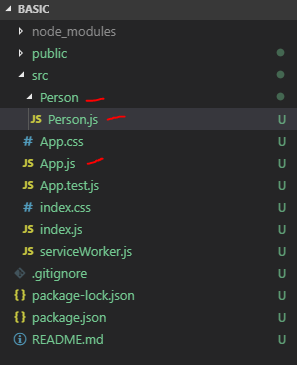 BASIC
node_modules
public
src
Person
JS Person.js U
# App.css U
JS App.js U
JS App.test.js U
# index.css U
JS index.js U
JS serviceWorker.js U
.gitignore U
{} package-lock.json U
{} package.json U
README.md U